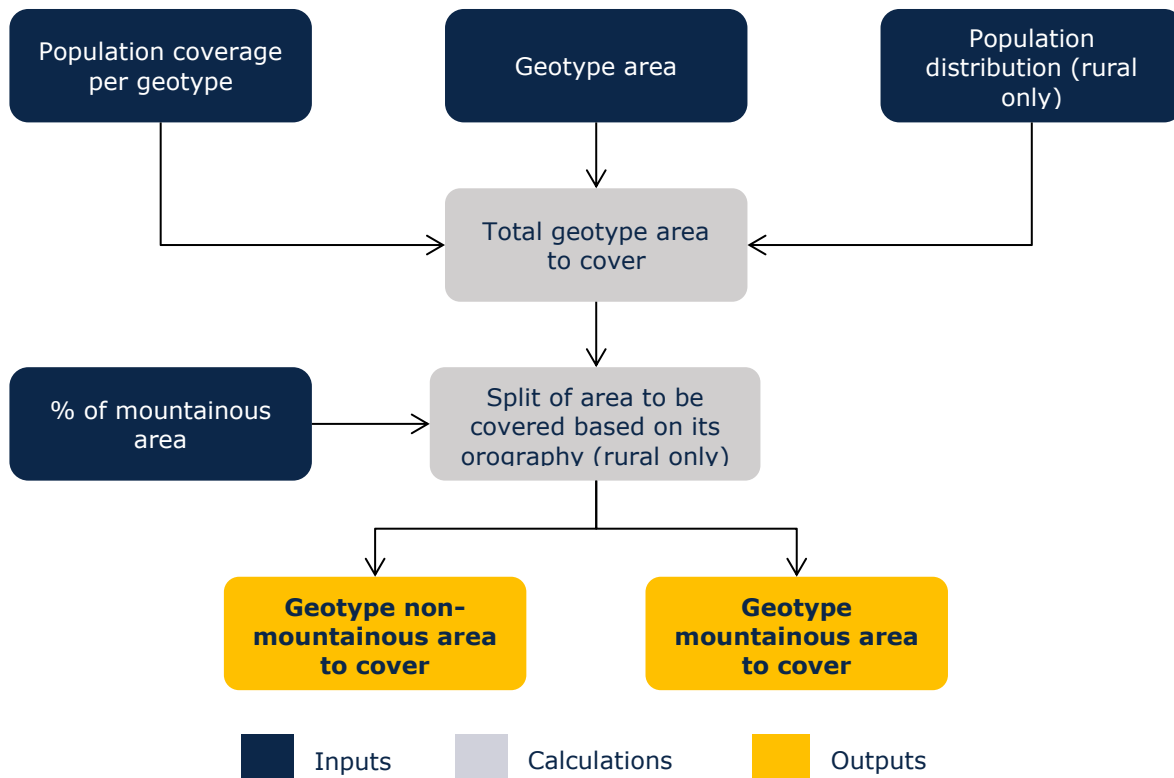 Population coverage
per geotype
Geotype area
Population
distribution (rural
only)
Total geotype area
to cover
% of mountainous
area
Split of area to be
covered based on its
orography (rural only)
Geotype non-
mountainous area
to cover
Geotype
mountainous area
to cover
Inputs
Calculations
Outputs